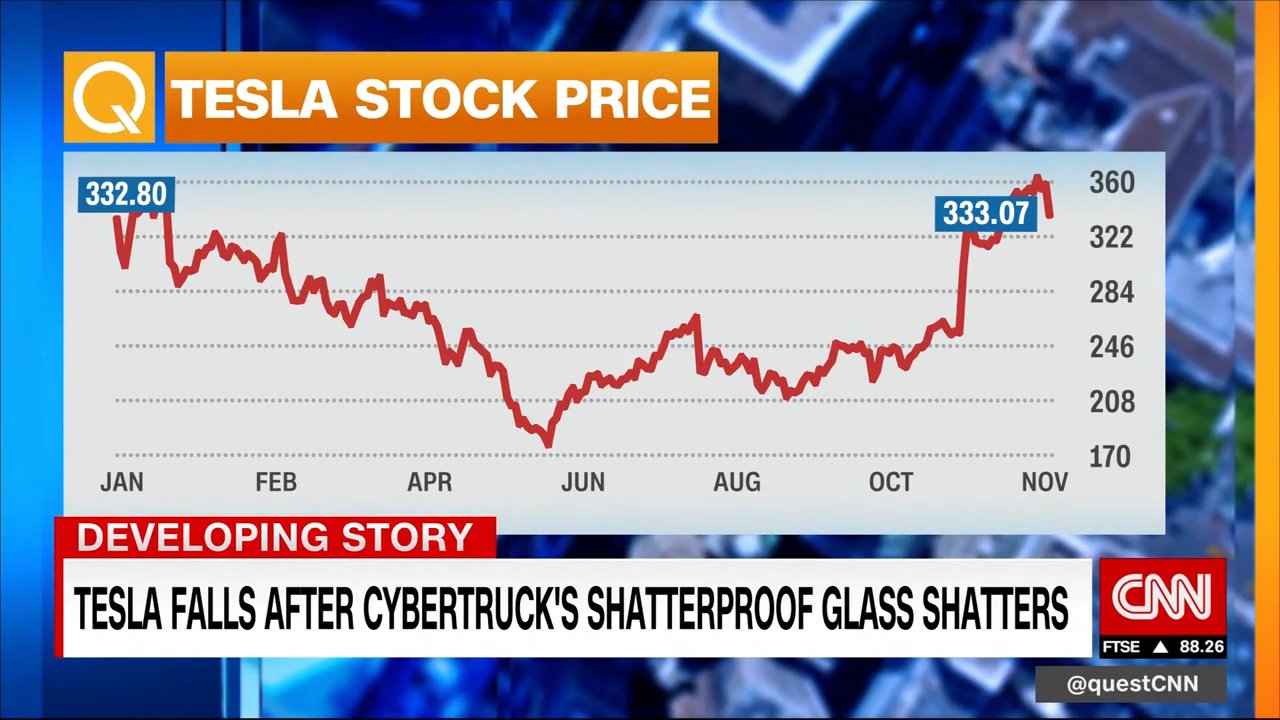 Q TESLA STOCK PRICE
332.80
333.07
360
322
284
246
208
170
JAN FEB APR JUN AUG OCT NOV
DEVELOPING STORY
TESLA FALLS AFTER CYBERTRUCK'S SHATTERPROOF GLASS SHATTERS
CNN
FTSE ▲ 88.26
@questCNN